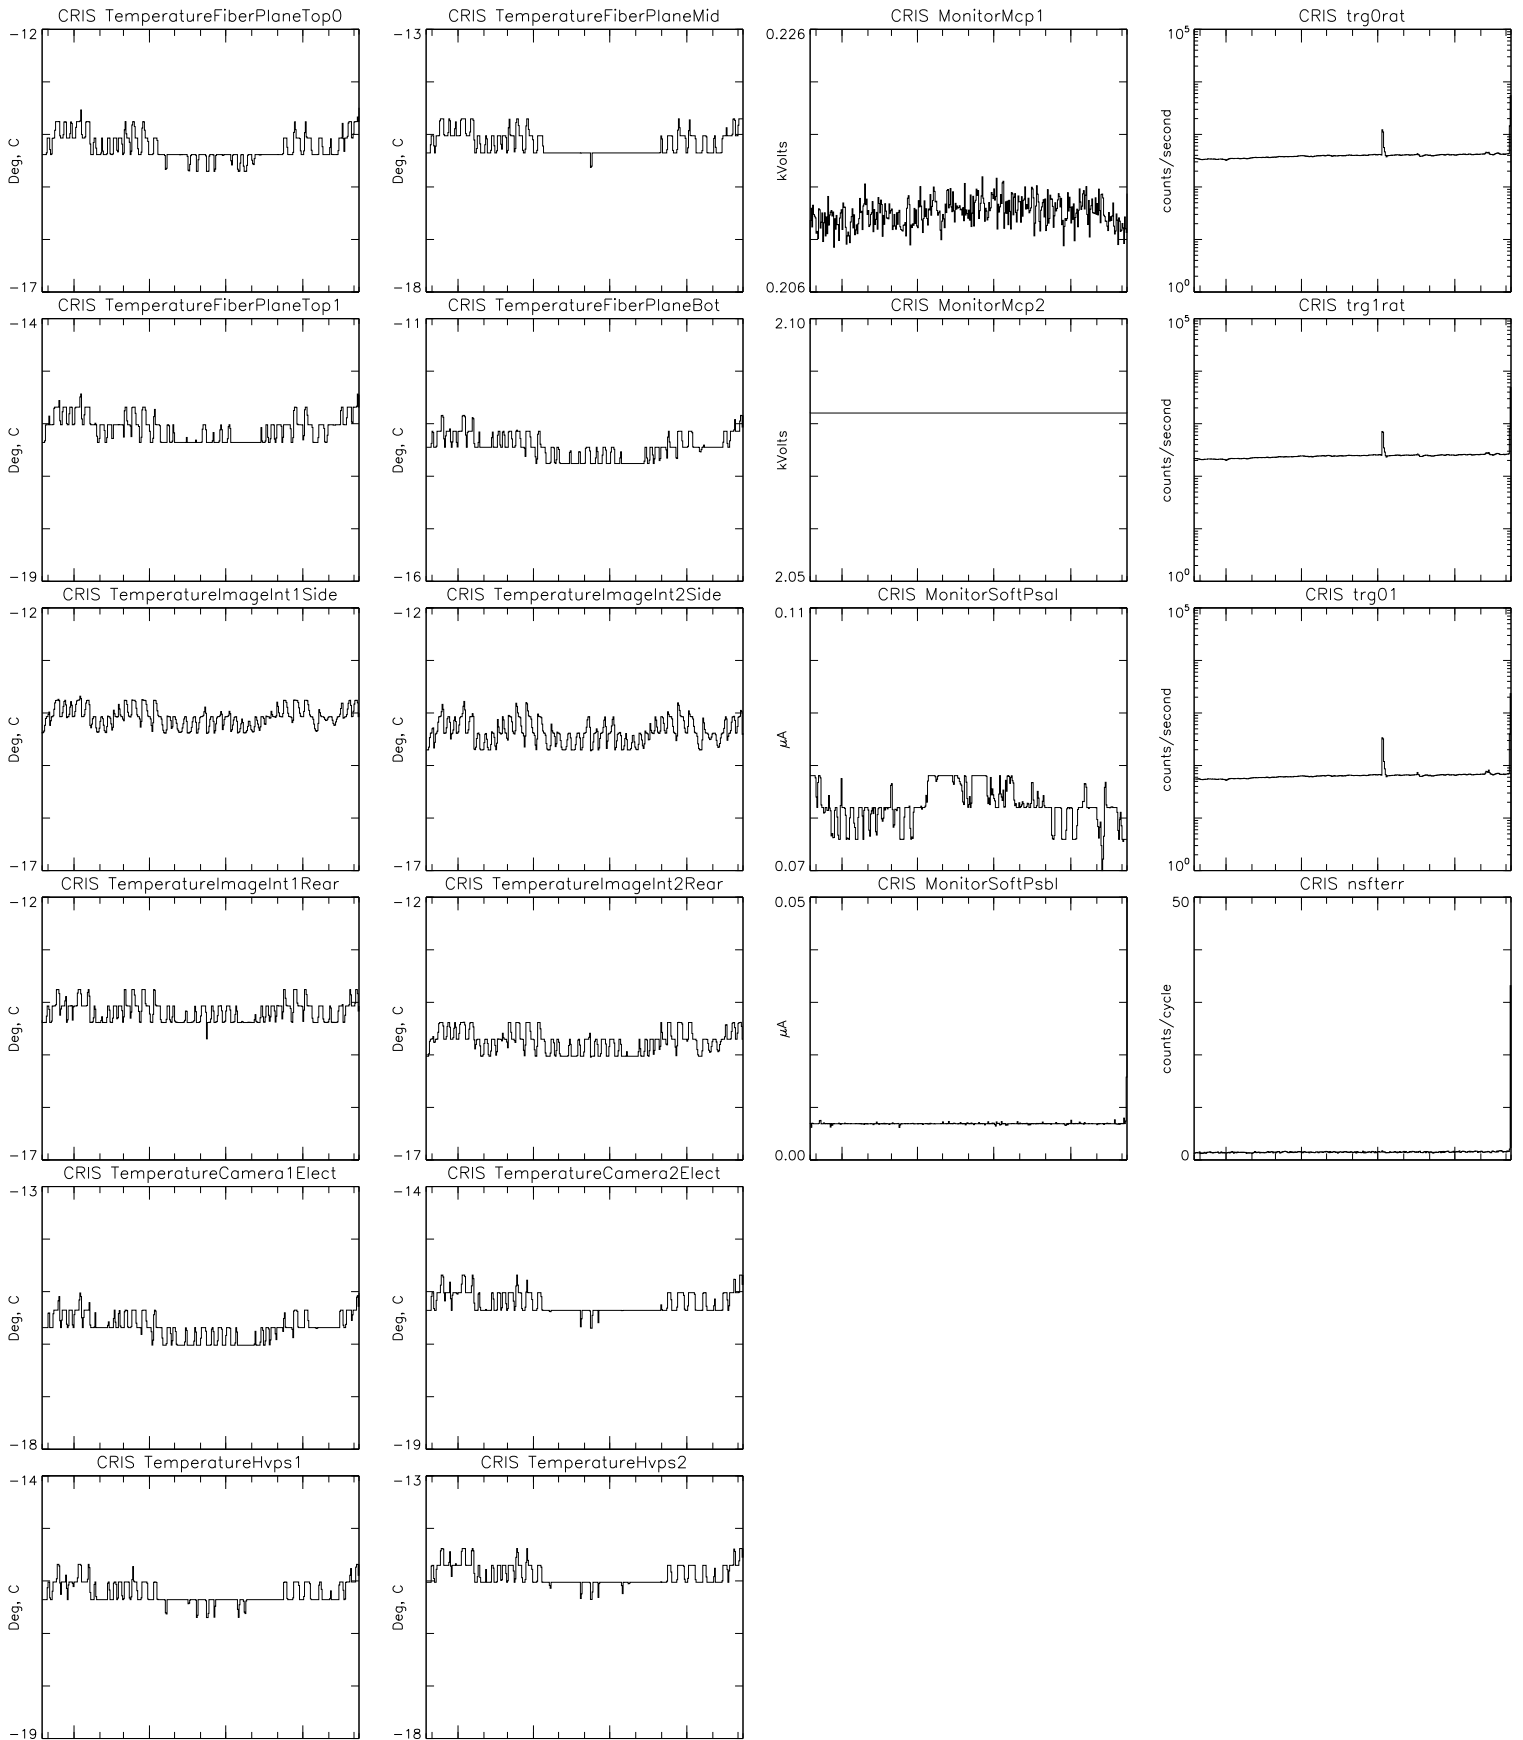 CRIS TemperatureFiberPlaneTop0
CRIS TemperatureFiberPlaneMid
CRIS MonitorMcp1
CRIS trg0rat
-12
Deg, C
-17
-13
Deg, C
-18
0.226
kVolts
0.206
10^5
counts/second
10^0
CRIS TemperatureFiberPlaneTop1
CRIS TemperatureFiberPlaneBot
CRIS MonitorMcp2
CRIS trg1rat
-14
Deg, C
-19
-11
Deg, C
-16
2.10
kVolts
2.05
10^5
counts/second
10^0
CRIS TemperatureImageInt1Side
CRIS TemperatureImageInt2Side
CRIS MonitorSoftPsaI
CRIS trg01
-12
Deg, C
-17
-12
Deg, C
-17
0.11
μA
0.07
10^5
counts/second
10^0
CRIS TemperatureImageInt1Rear
CRIS TemperatureImageInt2Rear
CRIS MonitorSoftPsbI
CRIS nsfterr
-12
Deg, C
-17
-12
Deg, C
-17
0.05
μA
0.00
50
counts/cycle
0
CRIS TemperatureCamera1Elect
CRIS TemperatureCamera2Elect
-13
Deg, C
-18
-14
Deg, C
-19
CRIS TemperatureHvps1
CRIS TemperatureHvps2
-14
Deg, C
-19
-13
Deg, C
-18